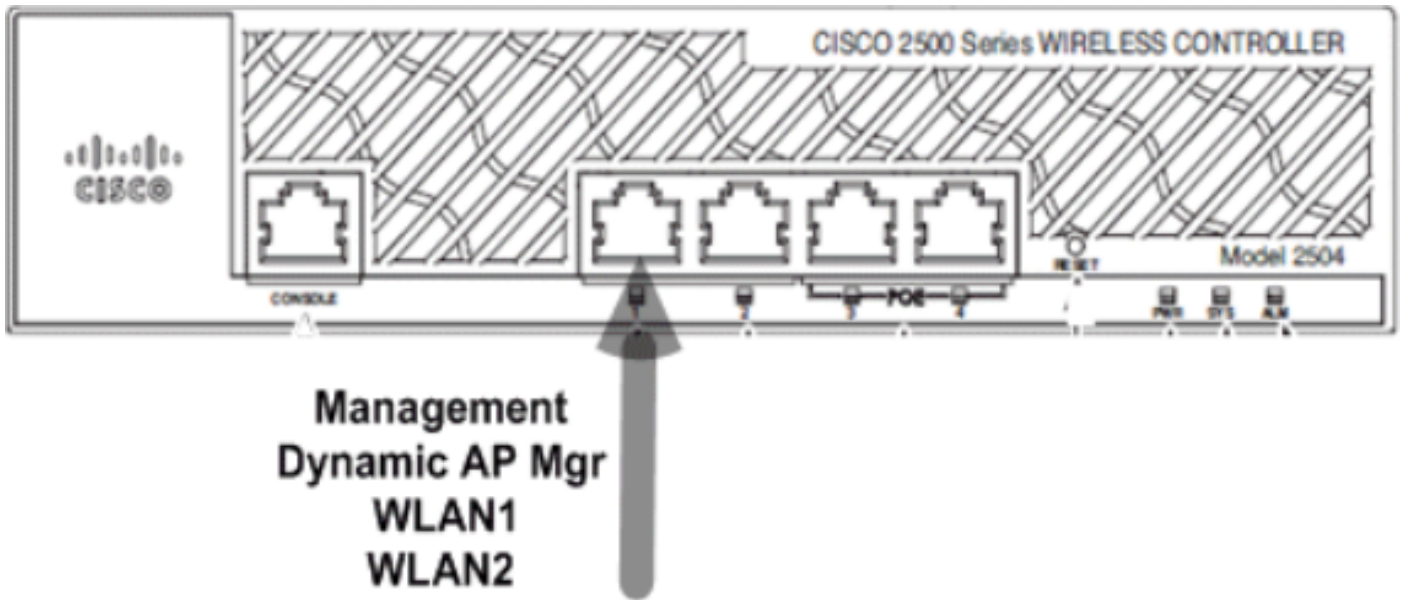 CISCO 2500 Series WIRELESS CONTROLLER
CISCO
Model 2504
RESET
CONSOLE
1 2 3 POE 4
PWR SYS ALM
Management
Dynamic AP Mgr
WLAN1
WLAN2